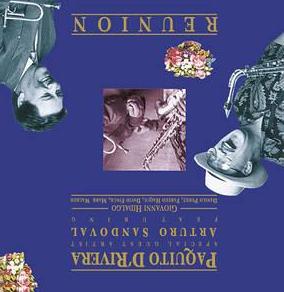 PAQUITO D'RIVERA
SPECIAL GUEST ARTIST
ARTURO SANDOVAL
FEATURING
GIOVANNI HIDALGO
DANILO PEREZ, FAREED HAQUE, DAVID FINCK, MARK WALKER
REUNION